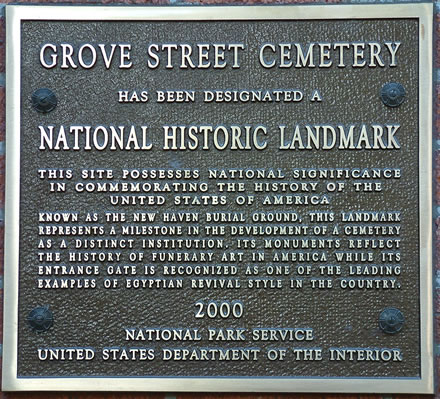 GROVE STREET CEMETERY
HAS BEEN DESIGNATED A
NATIONAL HISTORIC LANDMARK
THIS SITE POSSESSES NATIONAL SIGNIFICANCE
IN COMMEMORATING THE HISTORY OF THE
UNITED STATES OF AMERICA
KNOWN AS THE NEW HAVEN BURIAL GROUND, THIS LANDMARK
REPRESENTS A MILESTONE IN THE DEVELOPMENT OF A CEMETERY
AS A DISTINCT INSTITUTION. ITS MONUMENTS REFLECT
THE HISTORY OF FUNERARY ART IN AMERICA WHILE ITS
ENTRANCE GATE IS RECOGNIZED AS ONE OF THE LEADING
EXAMPLES OF EGYPTIAN REVIVAL STYLE IN THE COUNTRY.
2000
NATIONAL PARK SERVICE
UNITED STATES DEPARTMENT OF THE INTERIOR